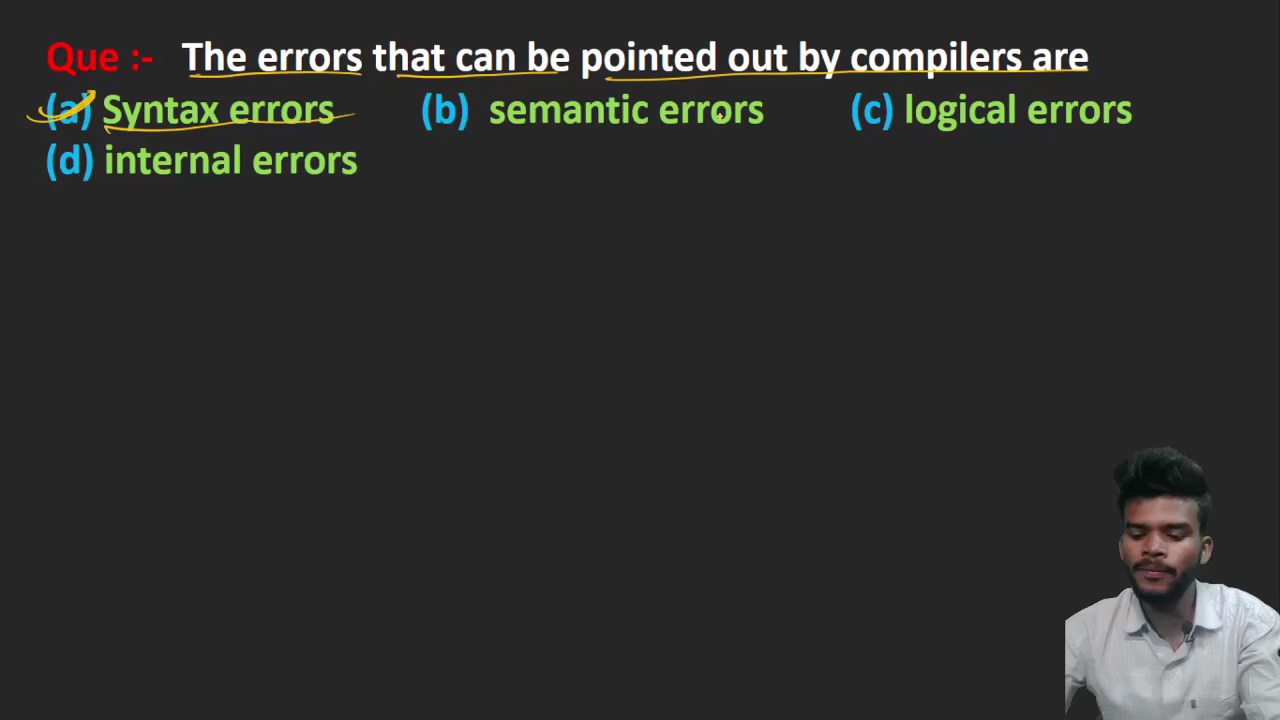 Que :- The errors that can be pointed out by compilers are
(a) Syntax errors (b) semantic errors (c) logical errors
(d) internal errors